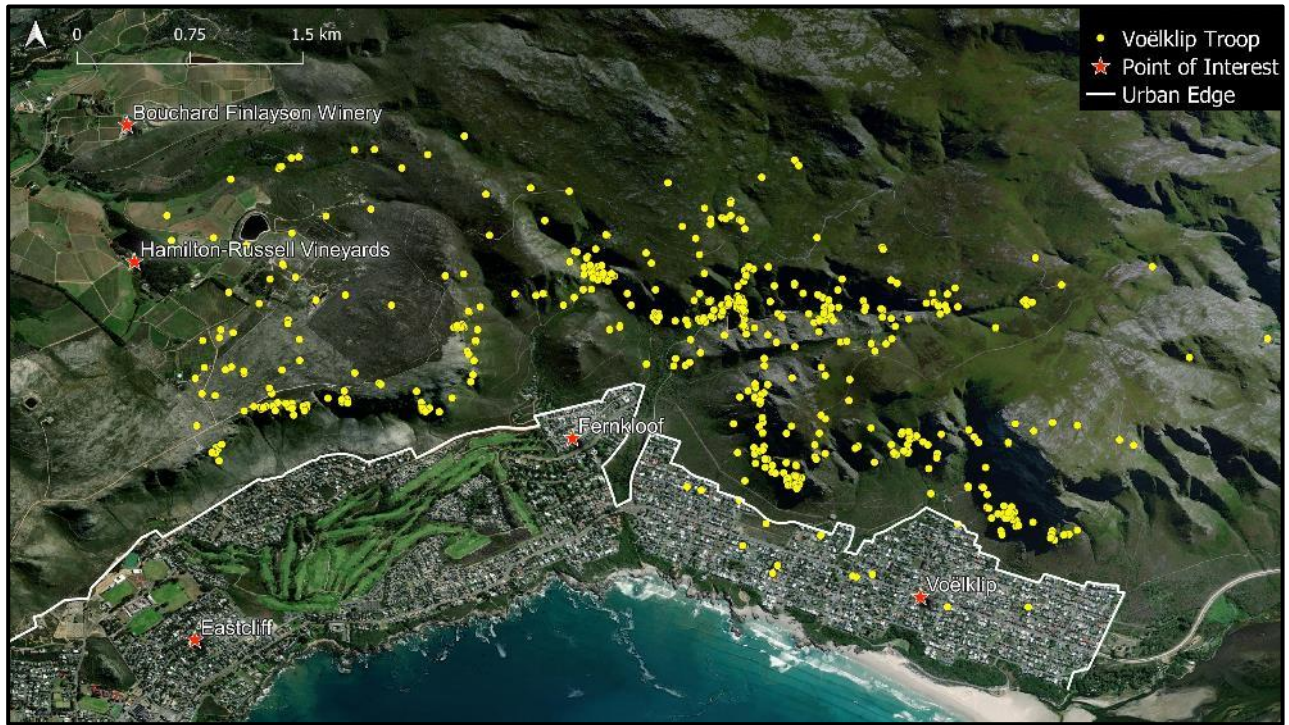 0 0.75 1.5 km
Voëlklip Troop
Point of Interest
Urban Edge
Bouchard Finlayson Winery
Hamilton-Russell Vineyards
Fernkloof
Voëlklip
Eastcliff